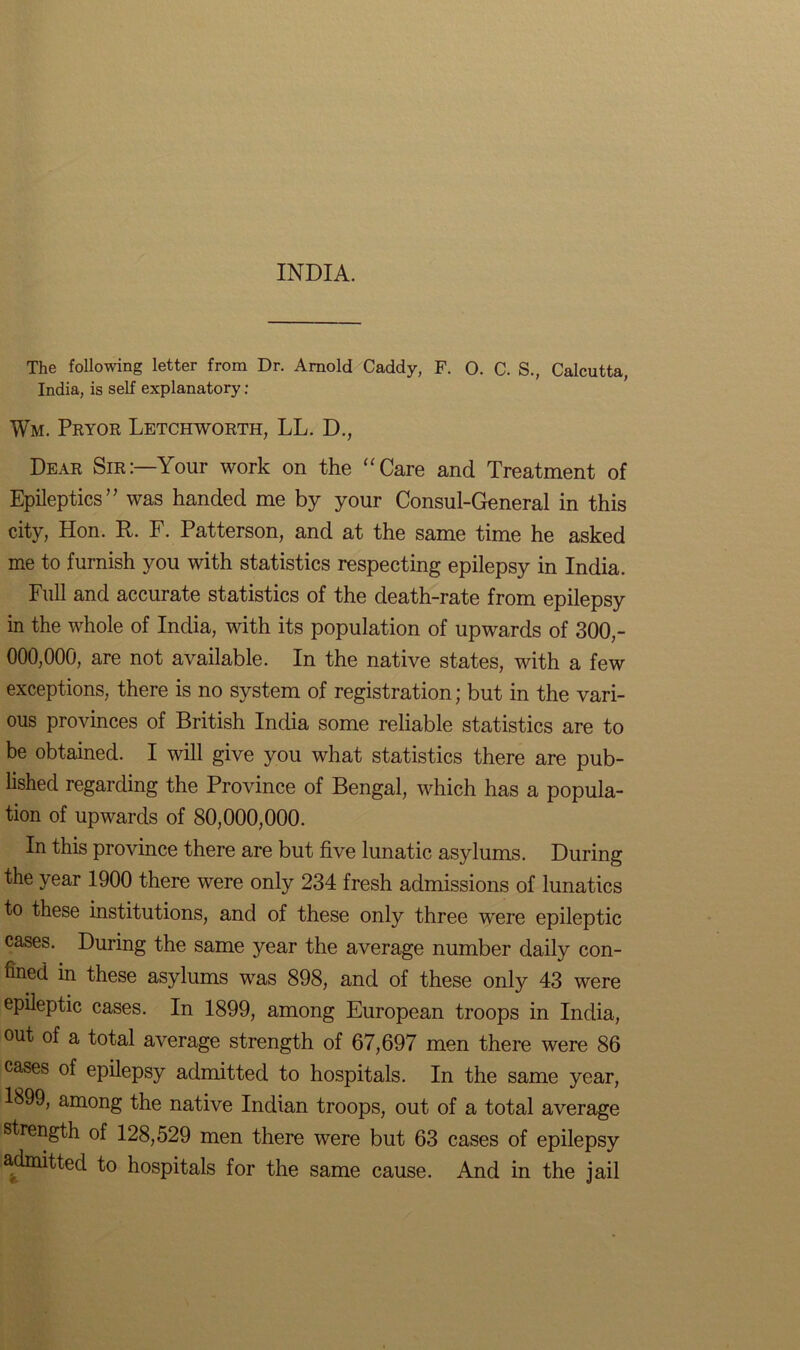 INDIA.
The following letter from Dr. Arnold Caddy, F. O. C. S., Calcutta,
India, is self explanatory:
Wm. Pryor Letchworth, LL. D.,
Dear Sir:—Your work on the “Care and Treatment of
Epileptics” was handed me by your Consul-General in this
city, Hon. R. F. Patterson, and at the same time he asked
me to furnish you with statistics respecting epilepsy in India.
Full and accurate statistics of the death-rate from epilepsy
in the whole of India, with its population of upwards of 300,-
000,000, are not available. In the native states, with a few
exceptions, there is no system of registration; but in the vari-
ous provinces of British India some reliable statistics are to
be obtained. I will give you what statistics there are pub-
lished regarding the Province of Bengal, which has a popula-
tion of upwards of 80,000,000.
In this province there are but five lunatic asylums. During
the year 1900 there were only 234 fresh admissions of lunatics
to these institutions, and of these only three were epileptic
cases. During the same year the average number daily con-
fined in these asylums was 898, and of these only 43 were
epileptic cases. In 1899, among European troops in India,
out of a total average strength of 67,697 men there were 86
cases of epilepsy admitted to hospitals. In the same year,
1899, among the native Indian troops, out of a total average
strength of 128,529 men there were but 63 cases of epilepsy
admitted to hospitals for the same cause. And in the jail